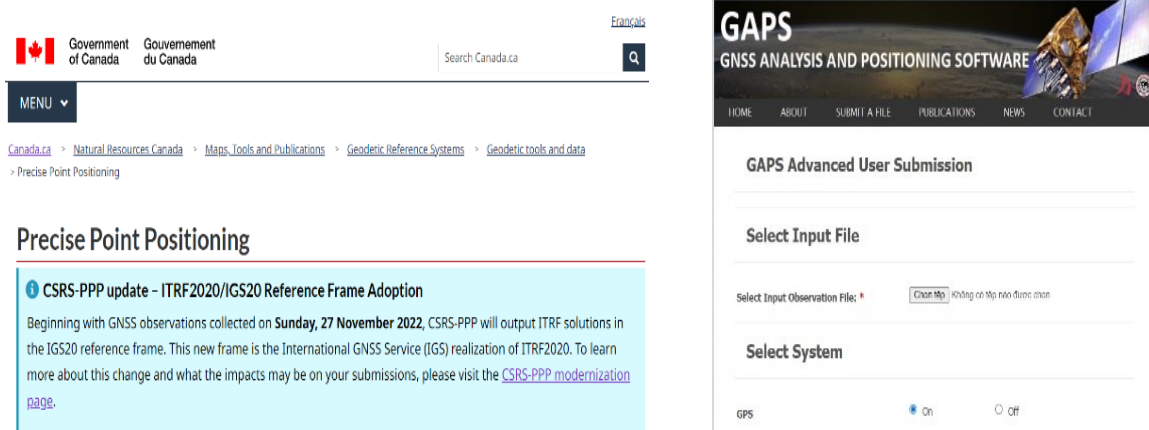 Français
Government of Canada
Gouvernement du Canada
Search Canada.ca
MENU
Canada.ca > Natural Resources Canada > Maps, Tools and Publications > Geodetic Reference Systems > Geodetic tools and data
> Precise Point Positioning
Precise Point Positioning
CSRS-PPP update – ITRF2020/IGS20 Reference Frame Adoption
Beginning with GNSS observations collected on Sunday, 27 November 2022, CSRS-PPP will output ITRF solutions in
the IGS20 reference frame. This new frame is the International GNSS Service (IGS) realization of ITRF2020. To learn
more about this change and what the impacts may be on your submissions, please visit the CSRS-PPP modernization
page.
GAPS
GNSS ANALYSIS AND POSITIONING SOFTWARE
HOME ABOUT SUBMIT A FILE PUBLICATIONS NEWS CONTACT
GAPS Advanced User Submission
Select Input File
Select Input Observation File: * Chọn tệp Không có tệp nào được chọn
Select System
GPS On Off